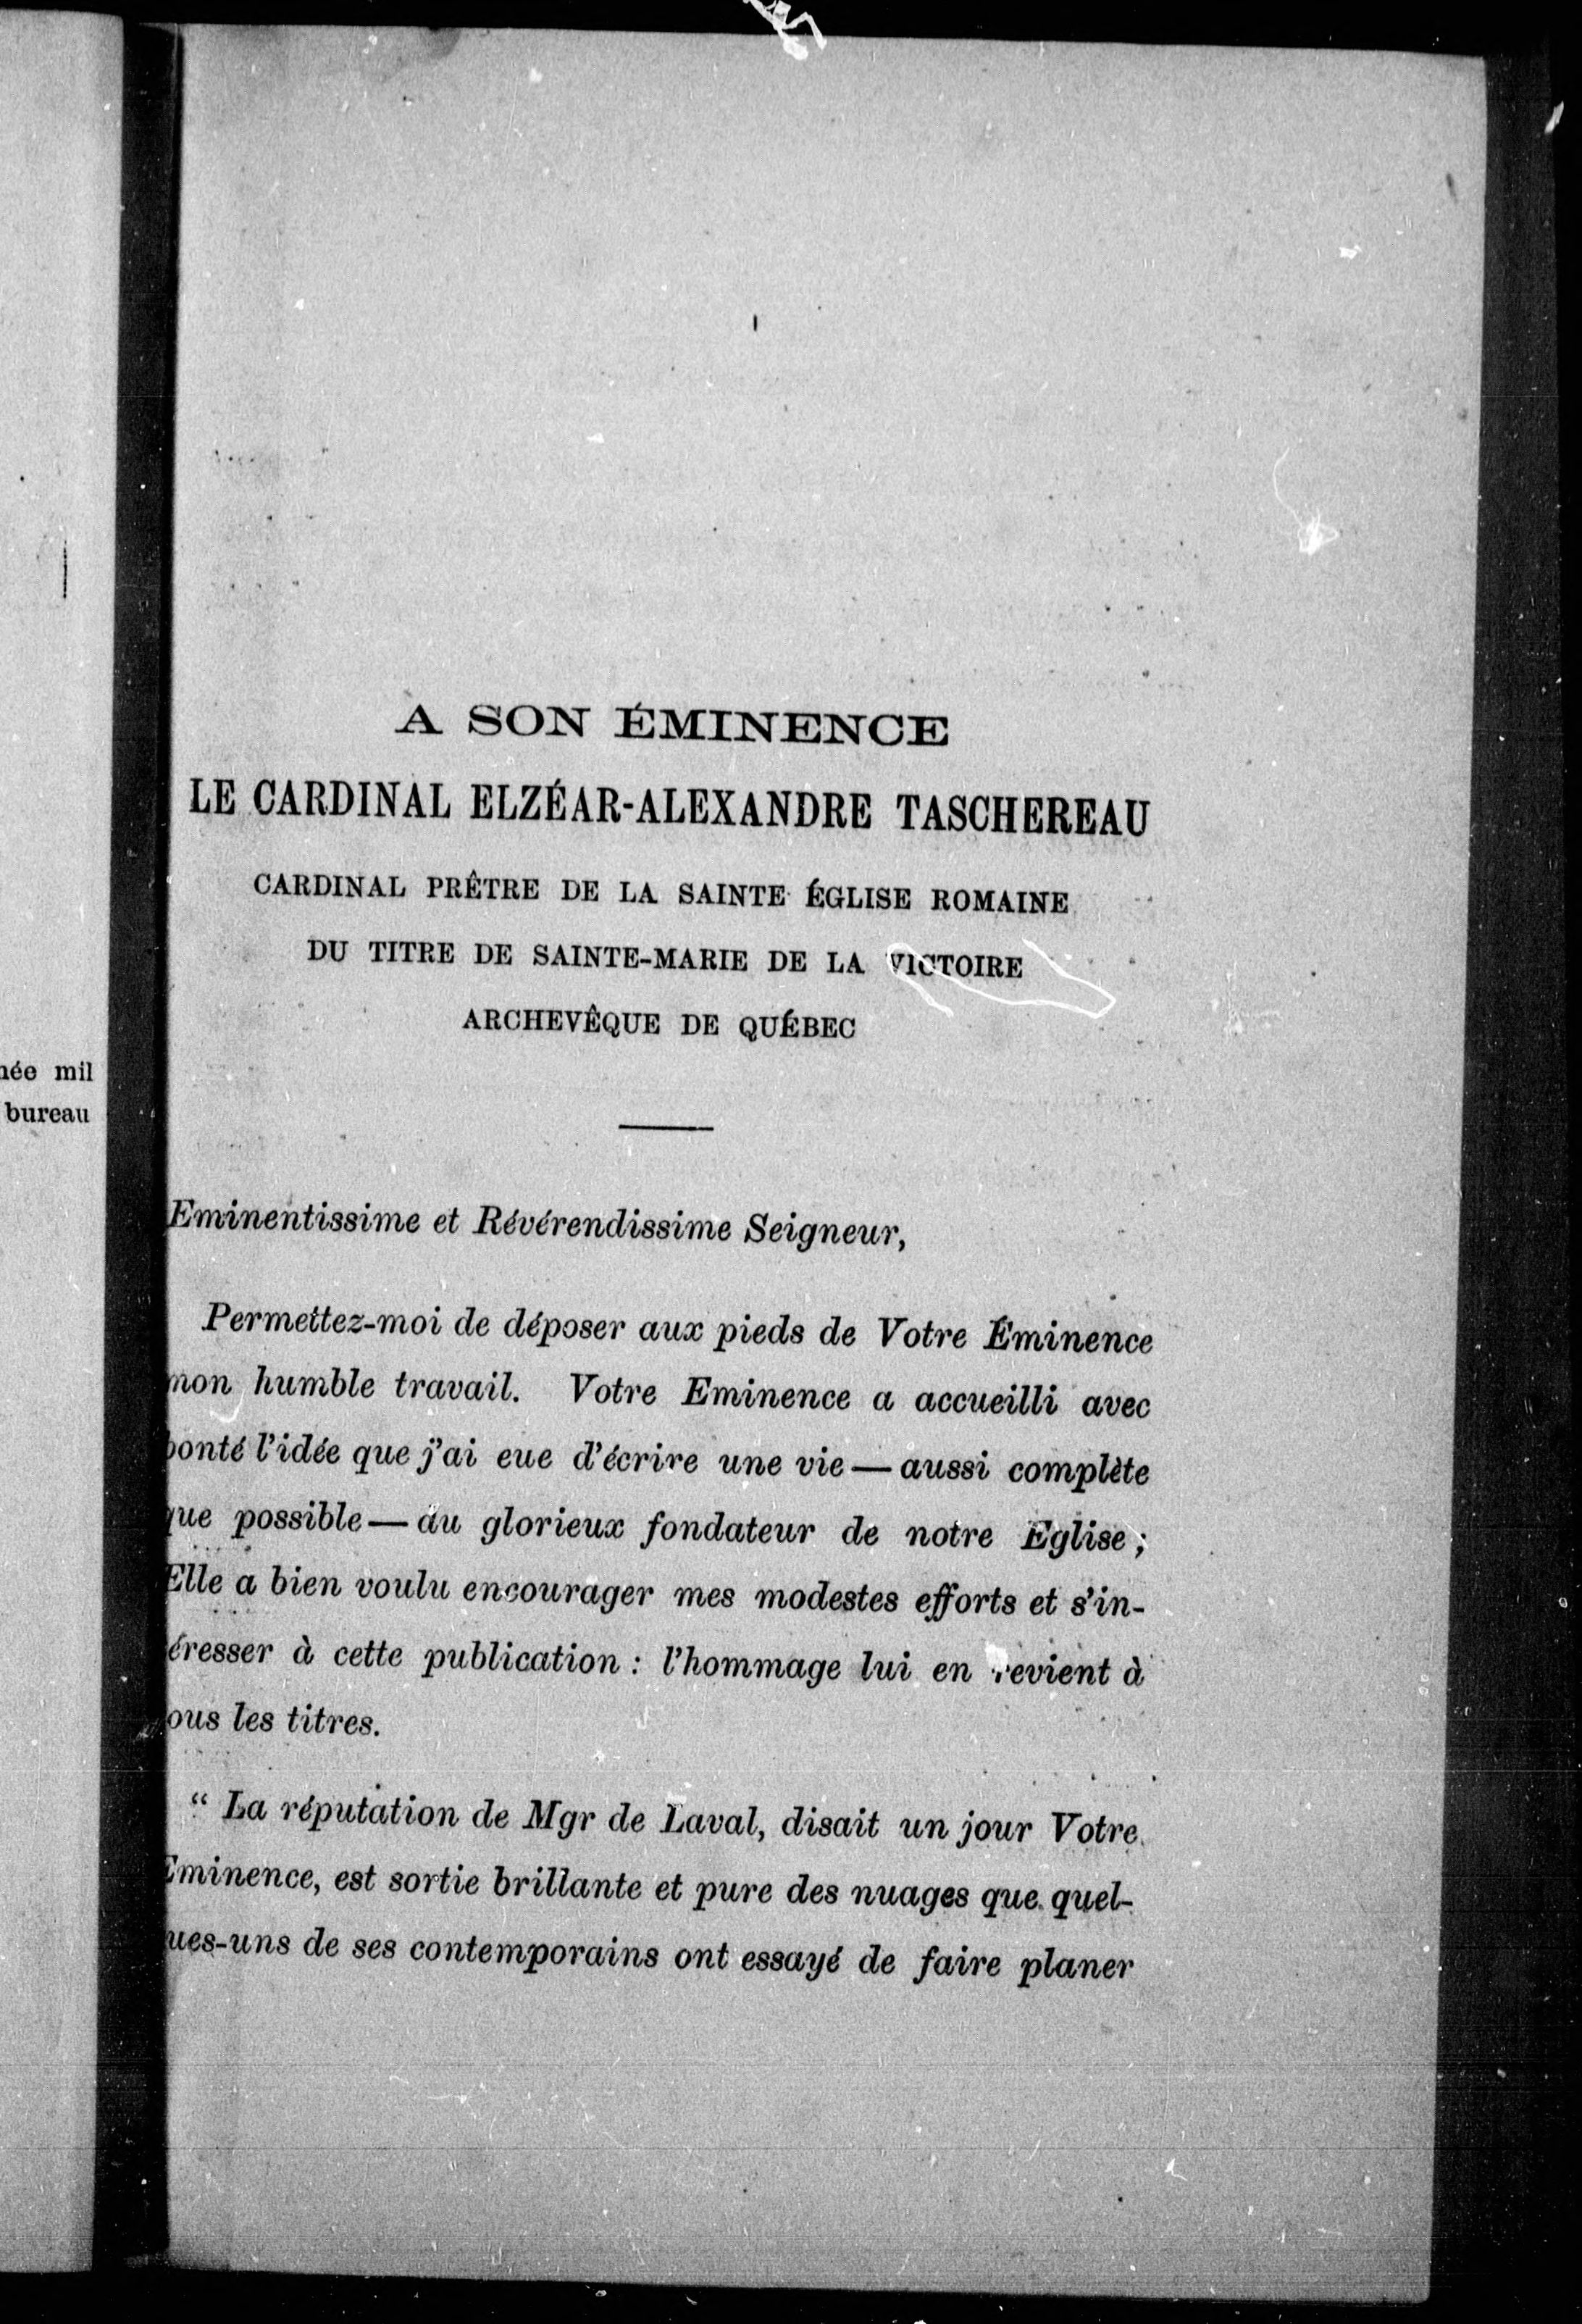 née mil
bureau
A SON ÉMINENCE
LE CARDINAL ELZÉAR-ALEXANDRE TASCHEREAU
CARDINAL PRÊTRE DE LA SAINTE ÉGLISE ROMAINE
DU TITRE DE SAINTE-MARIE DE LA VICTOIRE
ARCHEVÊQUE DE QUÉBEC
Eminentissime et Révérendissime Seigneur,
Permettez-moi de déposer aux pieds de Votre Éminence
mon humble travail. Votre Eminence a accueilli avec
bonté l'idée que j'ai eue d'écrire une vie — aussi complète
que possible — du glorieux fondateur de notre Eglise ;
Elle a bien voulu encourager mes modestes efforts et s'in-
éresser à cette publication : l'hommage lui en revient à
ous les titres.
“ La réputation de Mgr de Laval, disait un jour Votre
Eminence, est sortie brillante et pure des nuages que quel-
ues-uns de ses contemporains ont essayé de faire planer